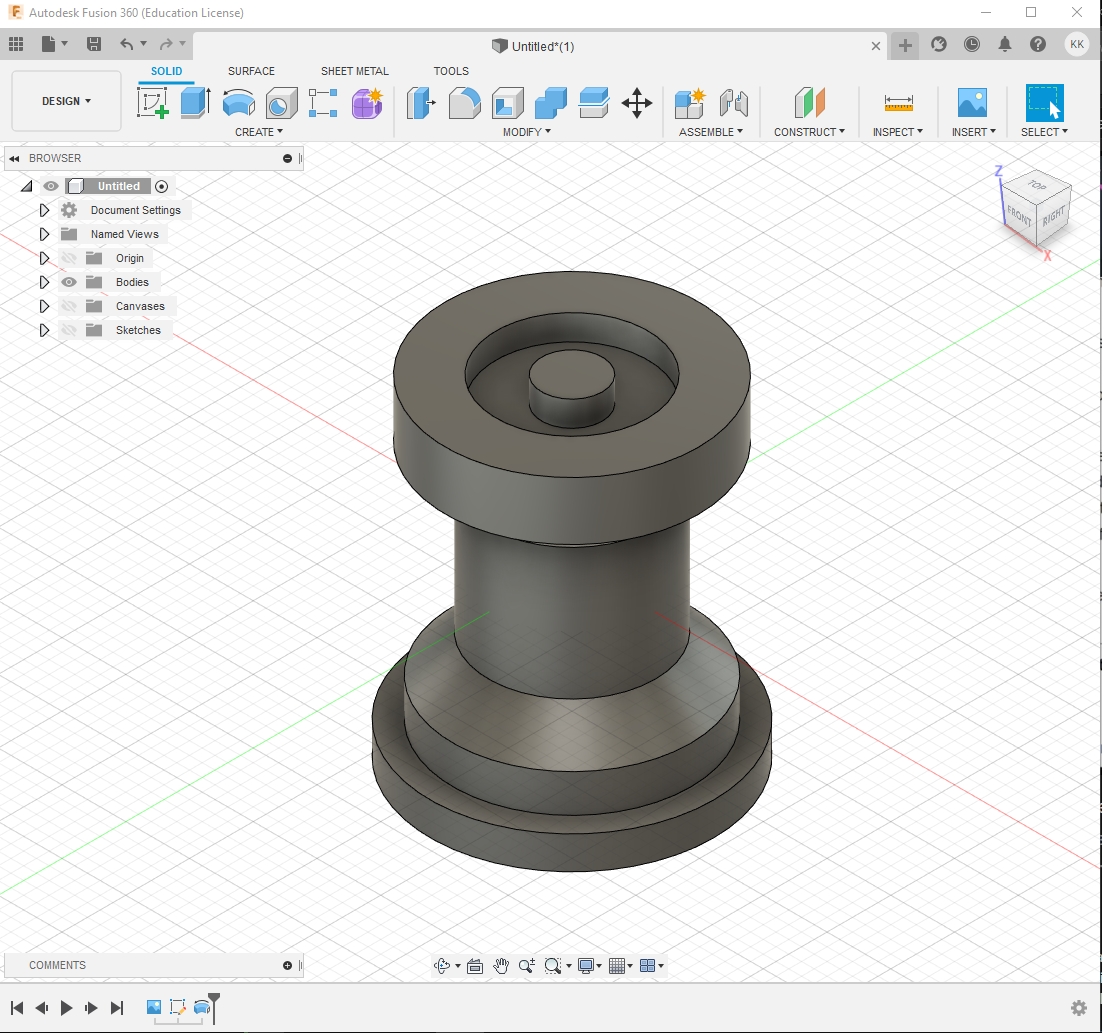 Autodesk Fusion 360 (Education License)
Untitled*(1)
KK
DESIGN
SOLID SURFACE SHEET METAL TOOLS
CREATE MODIFY ASSEMBLE CONSTRUCT INSPECT INSERT SELECT
BROWSER
Untitled
Document Settings
Named Views
Origin
Bodies
Canvases
Sketches
Z
TOP
FRONT
RIGHT
X
COMMENTS